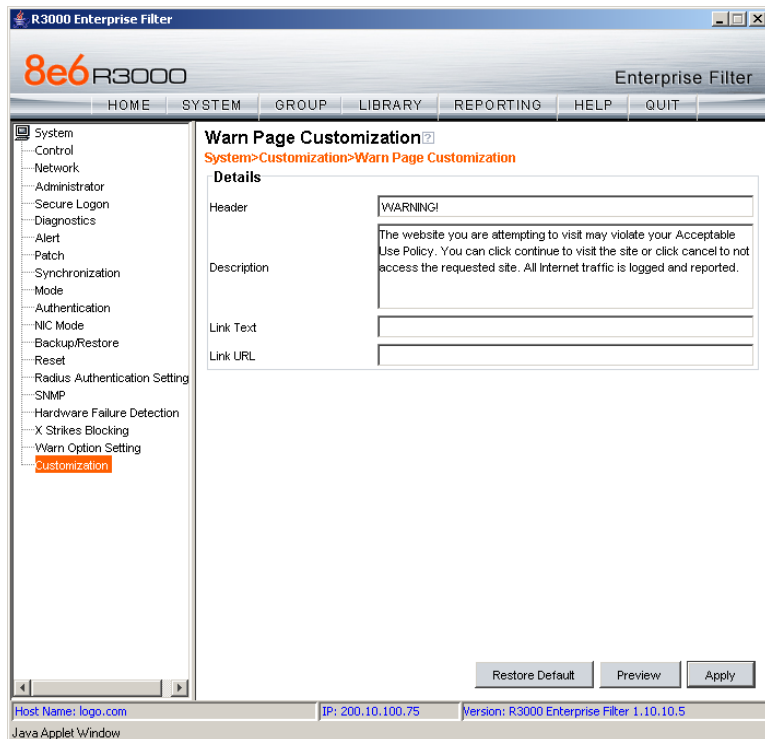 R3000 Enterprise Filter
8e6 R3000
Enterprise Filter
HOME SYSTEM GROUP LIBRARY REPORTING HELP QUIT
System
Control
Network
Administrator
Secure Logon
Diagnostics
Alert
Patch
Synchronization
Mode
Authentication
NIC Mode
Backup/Restore
Reset
Radius Authentication Setting
SNMP
Hardware Failure Detection
X Strikes Blocking
Warn Option Setting
Customization
Warn Page Customization?
System>Customization>Warn Page Customization
Details
Header
WARNING!
Description
The website you are attempting to visit may violate your Acceptable
Use Policy. You can click continue to visit the site or click cancel to not
access the requested site. All Internet traffic is logged and reported.
Link Text
Link URL
Restore Default Preview Apply
Host Name: logo.com IP: 200.10.100.75 Version: R3000 Enterprise Filter 1.10.10.5
Java Applet Window